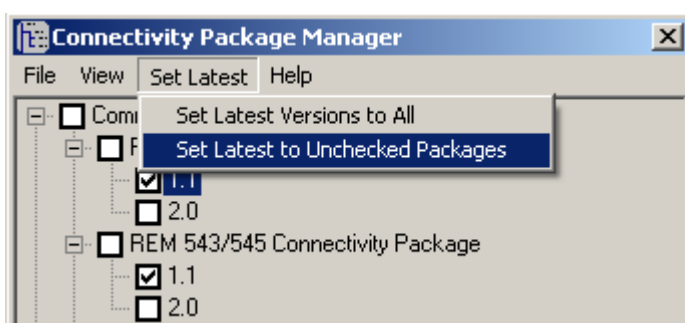 Connectivity Package Manager
File View Set Latest Help
Set Latest Versions to All
Set Latest to Unchecked Packages
1.1
2.0
REM 543/545 Connectivity Package
1.1
2.0